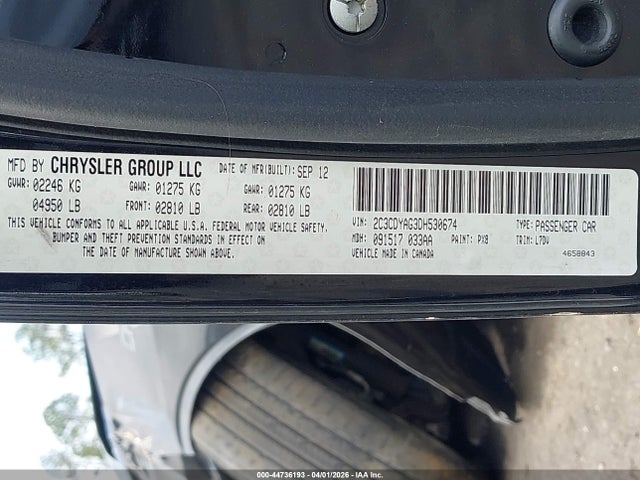 MFD BY CHRYSLER GROUP LLC DATE OF MFR(BUILT): SEP 12
GVWR: 02246 KG GAWR: 01275 KG GAWR: 01275 KG
04950 LB FRONT: 02810 LB REAR: 02810 LB
THIS VEHICLE CONFORMS TO ALL APPLICABLE U.S.A. FEDERAL MOTOR VEHICLE SAFETY,
BUMPER AND THEFT PREVENTION STANDARDS IN EFFECT ON
THE DATE OF MANUFACTURE SHOWN ABOVE.
VIN: 2C3CDYAG3DH530674 TYPE: PASSENGER CAR
MDH: 091517 033AA PAINT: PX8 TRIM: L7DV
VEHICLE MADE IN CANADA 4658843
000-44736193 - 04/01/2026 - IAA Inc.